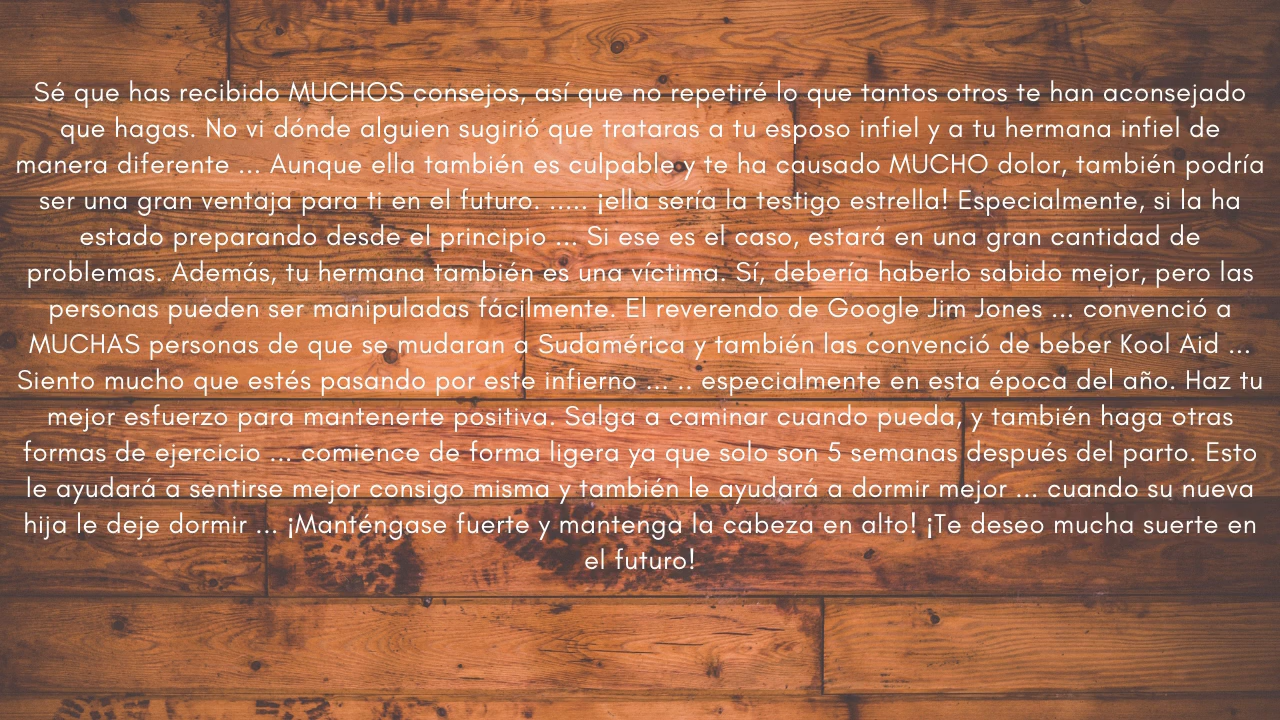 Sé que has recibido MUCHOS consejos, así que no repetiré lo que tantos otros te han aconsejado
que hagas. No vi dónde alguien sugirió que trataras a tu esposo infiel y a tu hermana infiel de
manera diferente ... Aunque ella también es culpable y te ha causado MUCHO dolor, también podría
ser una gran ventaja para ti en el futuro. ..... ¡ella sería la testigo estrella! Especialmente, si la ha
estado preparando desde el principio ... Si ese es el caso, estará en una gran cantidad de
problemas. Además, tu hermana también es una víctima. Sí, debería haberlo sabido mejor, pero las
personas pueden ser manipuladas fácilmente. El reverendo de Google Jim Jones ... convenció a
MUCHAS personas de que se mudaran a Sudamérica y también las convenció de beber Kool Aid ...
Siento mucho que estés pasando por este infierno ... .. especialmente en esta época del año. Haz tu
mejor esfuerzo para mantenerte positiva. Salga a caminar cuando pueda, y también haga otras
formas de ejercicio ... comience de forma ligera ya que solo son 5 semanas después del parto. Esto
le ayudará a sentirse mejor consigo misma y también le ayudará a dormir mejor ... cuando su nueva
hija le deje dormir ... ¡Manténgase fuerte y mantenga la cabeza en alto! ¡Te deseo mucha suerte en
el futuro!